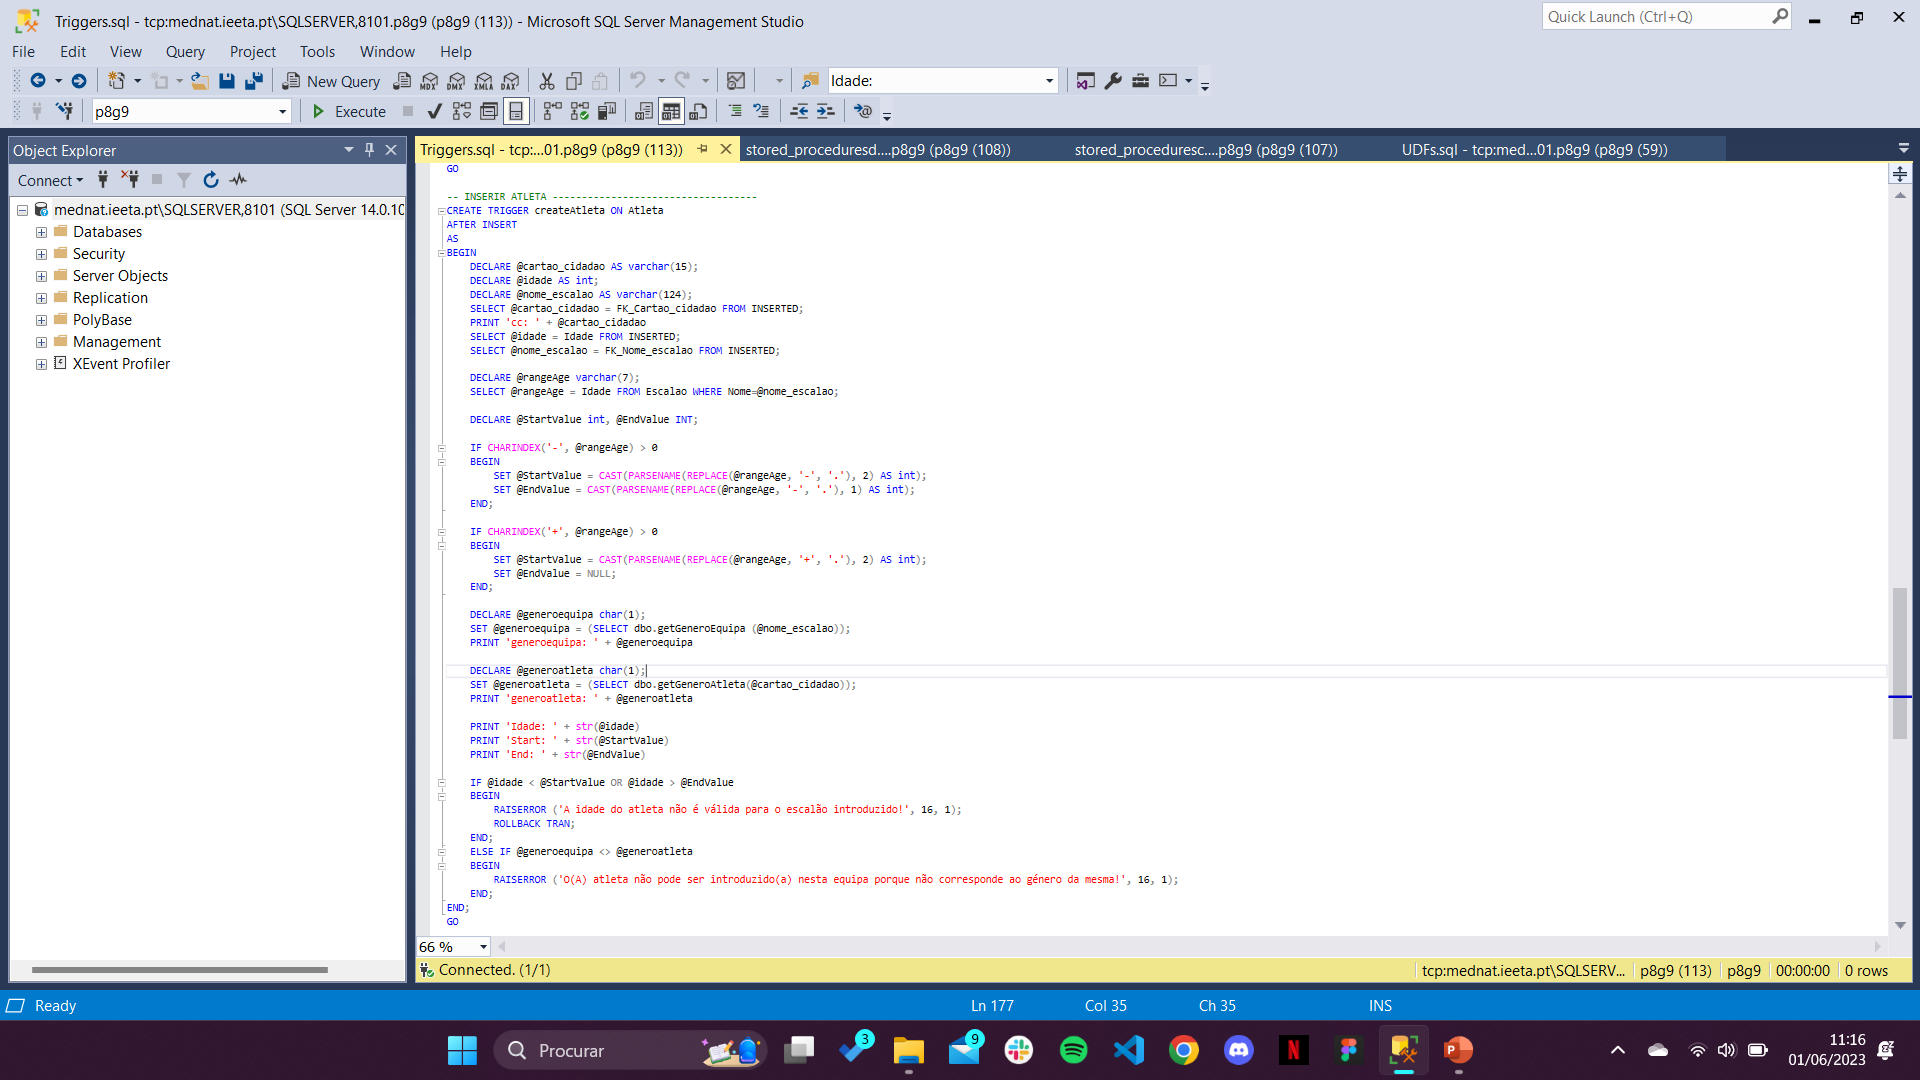 Triggers.sql - tcp:mednat.ieeta.pt\SQLSERVER,8101.p8g9 (p8g9 (113)) - Microsoft SQL Server Management Studio
Quick Launch (Ctrl+Q)
File Edit View Query Project Tools Window Help
New Query
MDX DMX XMLA DAX
Idade:
p8g9
Execute
Object Explorer
Triggers.sql - tcp:...01.p8g9 (p8g9 (113))
stored_proceduresd....p8g9 (p8g9 (108))
stored_proceduresc....p8g9 (p8g9 (107))
UDFs.sql - tcp:med...01.p8g9 (p8g9 (59))
Connect
mednat.ieeta.pt\SQLSERVER,8101 (SQL Server 14.0.10
Databases
Security
Server Objects
Replication
PolyBase
Management
XEvent Profiler
GO
-- INSERIR ATLETA -----------------------------------
CREATE TRIGGER createAtleta ON Atleta
AFTER INSERT
AS
BEGIN
DECLARE @cartao_cidadao AS varchar(15);
DECLARE @idade AS int;
DECLARE @nome_escalao AS varchar(124);
SELECT @cartao_cidadao = FK_Cartao_cidadao FROM INSERTED;
PRINT 'cc: ' + @cartao_cidadao
SELECT @idade = Idade FROM INSERTED;
SELECT @nome_escalao = FK_Nome_escalao FROM INSERTED;
DECLARE @rangeAge varchar(7);
SELECT @rangeAge = Idade FROM Escalao WHERE Nome=@nome_escalao;
DECLARE @StartValue int, @EndValue INT;
IF CHARINDEX('-', @rangeAge) > 0
BEGIN
SET @StartValue = CAST(PARSENAME(REPLACE(@rangeAge, '-', '.'), 2) AS int);
SET @EndValue = CAST(PARSENAME(REPLACE(@rangeAge, '-', '.'), 1) AS int);
END;
IF CHARINDEX('+', @rangeAge) > 0
BEGIN
SET @StartValue = CAST(PARSENAME(REPLACE(@rangeAge, '+', '.'), 2) AS int);
SET @EndValue = NULL;
END;
DECLARE @generoequipa char(1);
SET @generoequipa = (SELECT dbo.getGeneroEquipa (@nome_escalao));
PRINT 'generoequipa: ' + @generoequipa
DECLARE @generoatleta char(1);
SET @generoatleta = (SELECT dbo.getGeneroAtleta(@cartao_cidadao));
PRINT 'generoatleta: ' + @generoatleta
PRINT 'Idade: ' + str(@idade)
PRINT 'Start: ' + str(@StartValue)
PRINT 'End: ' + str(@EndValue)
IF @idade < @StartValue OR @idade > @EndValue
BEGIN
RAISERROR ('A idade do atleta não é válida para o escalão introduzido!', 16, 1);
ROLLBACK TRAN;
END;
ELSE IF @generoequipa <> @generoatleta
BEGIN
RAISERROR ('O(A) atleta não pode ser introduzido(a) nesta equipa porque não corresponde ao género da mesma!', 16, 1);
END;
END;
GO
66 %
Connected. (1/1)
tcp:mednat.ieeta.pt\SQLSERV... p8g9 (113) p8g9 00:00:00 0 rows
Ready
Ln 177
Col 35
Ch 35
INS
Procurar
3
9
11:16
01/06/2023